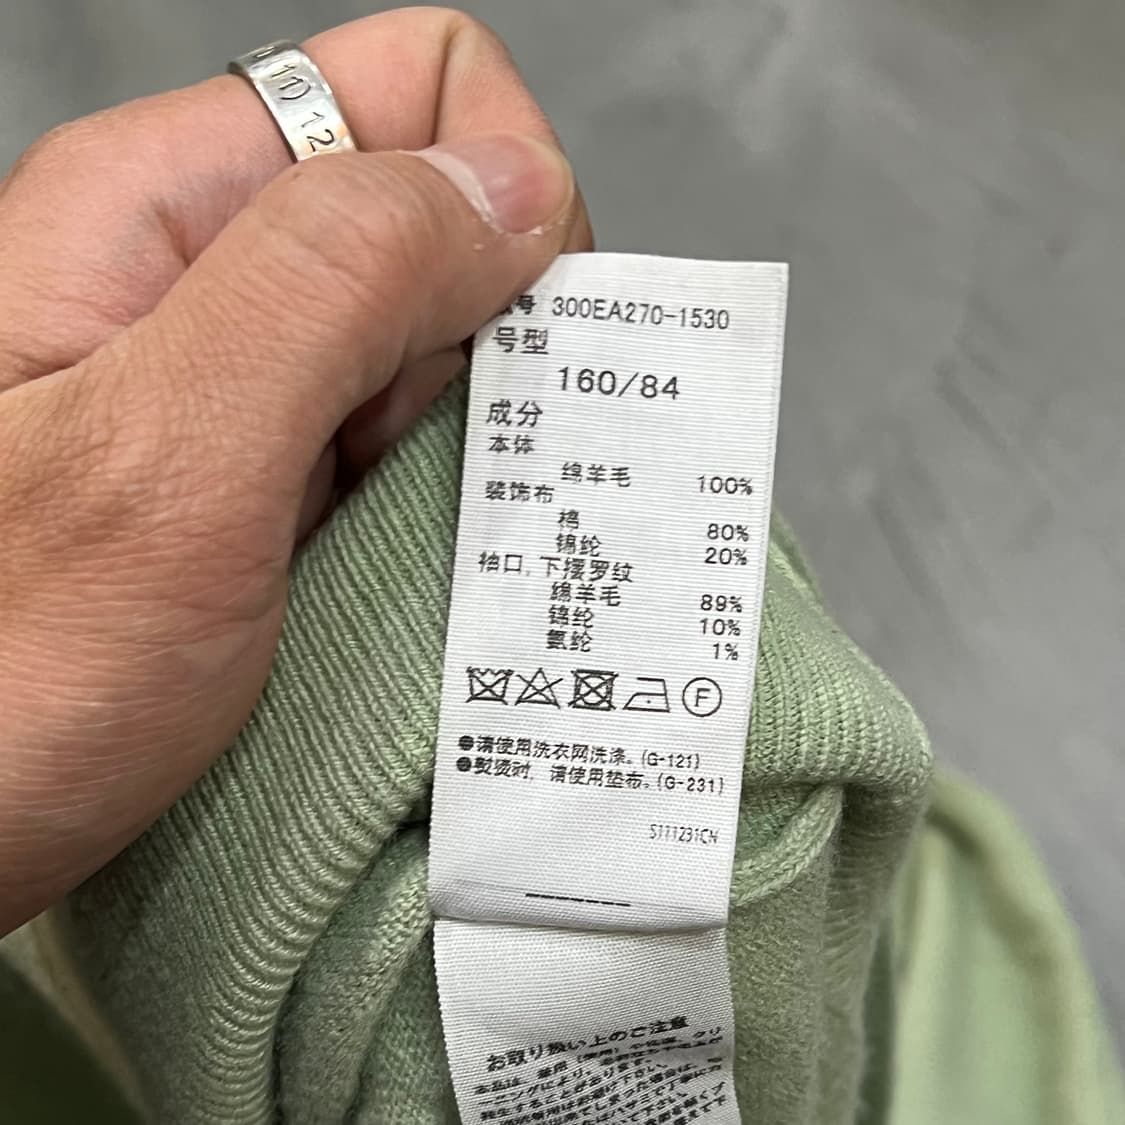 11) 12
号 300EA270-1530
号型
160/84
成分
本体
绵羊毛 100%
装饰布
棉 80%
锦纶 20%
袖口,下摆罗纹
绵羊毛 89%
锦纶 10%
氨纶 1%
F
●请使用洗衣网洗涤。(G-121)
●熨烫时,请使用垫布。(G-231)
S111231CN
お取り扱い上のご注意